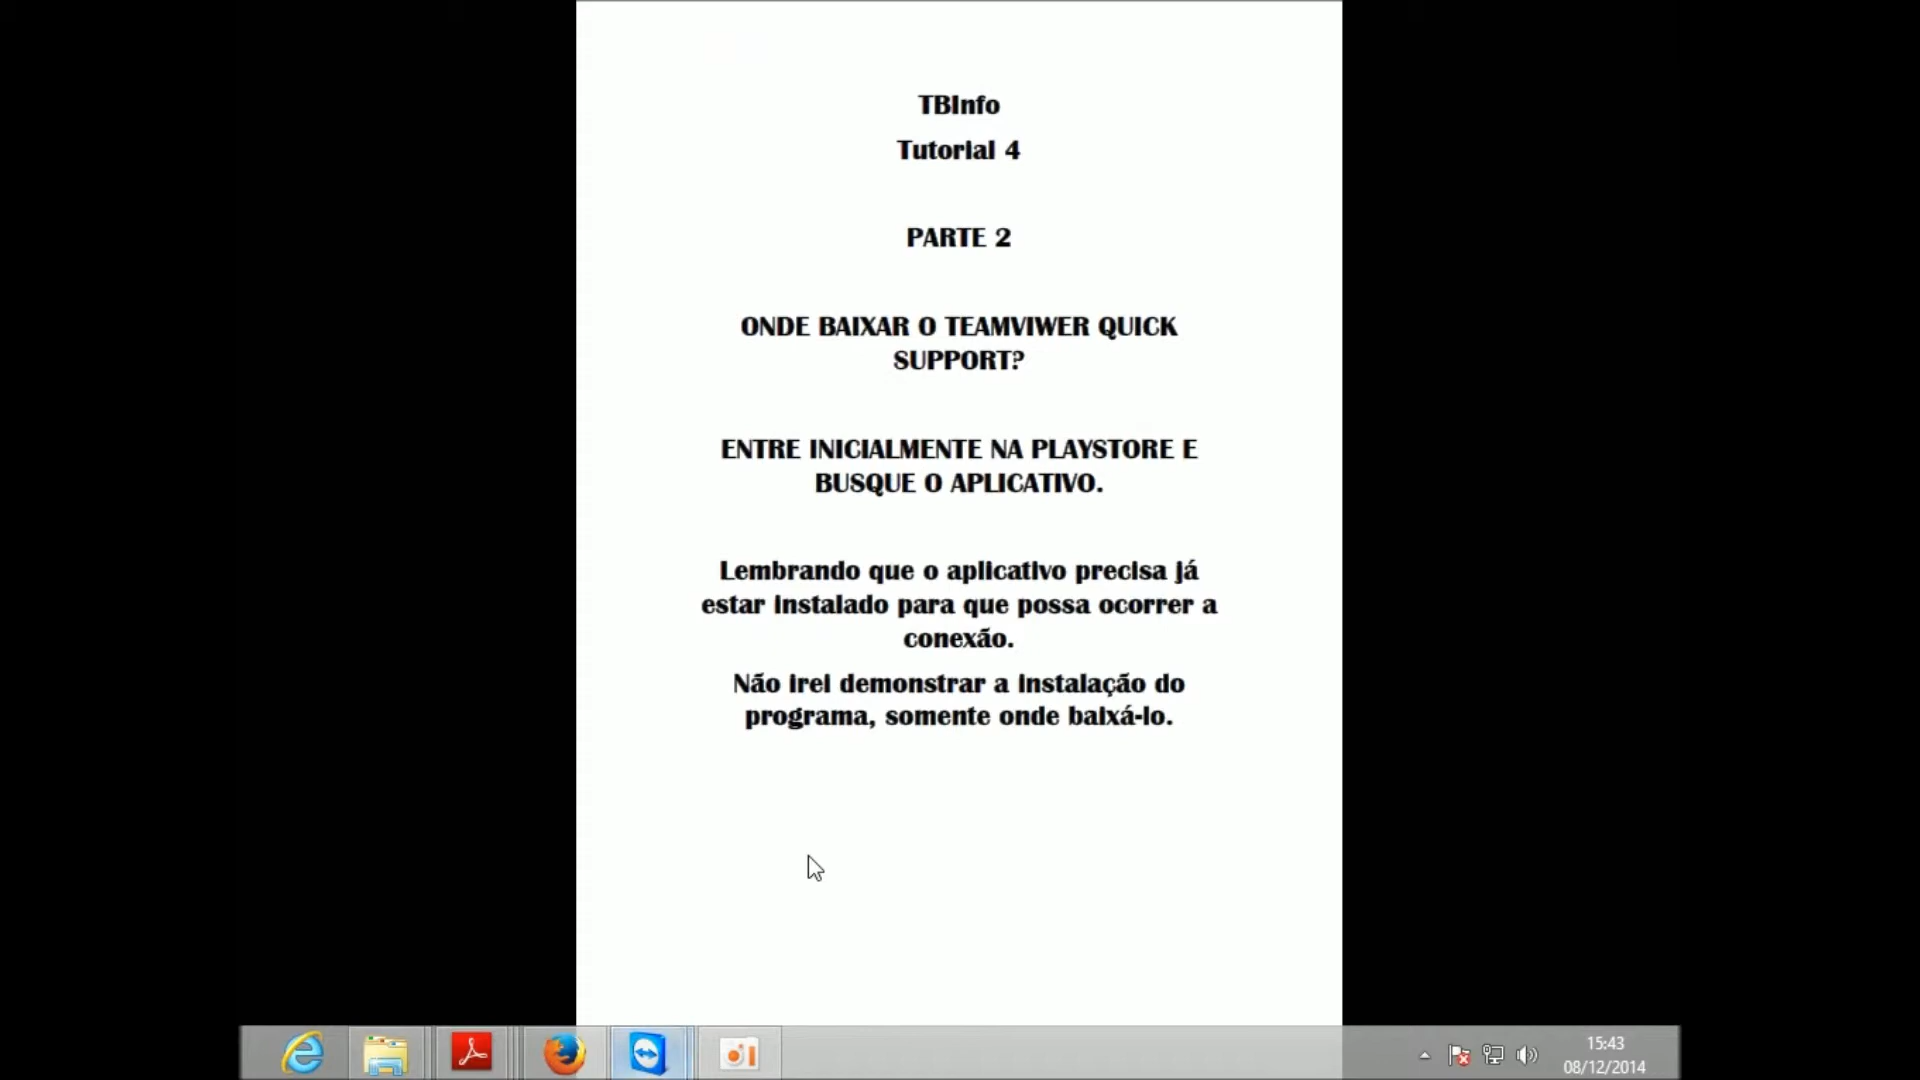 TBInfo
Tutorial 4
PARTE 2
ONDE BAIXAR O TEAMVIWER QUICK
SUPPORT?
ENTRE INICIALMENTE NA PLAYSTORE E
BUSQUE O APLICATIVO.
Lembrando que o aplicativo precisa já
estar instalado para que possa ocorrer a
conexão.
Não irei demonstrar a instalação do
programa, somente onde baixá-lo.
15:43
08/12/2014